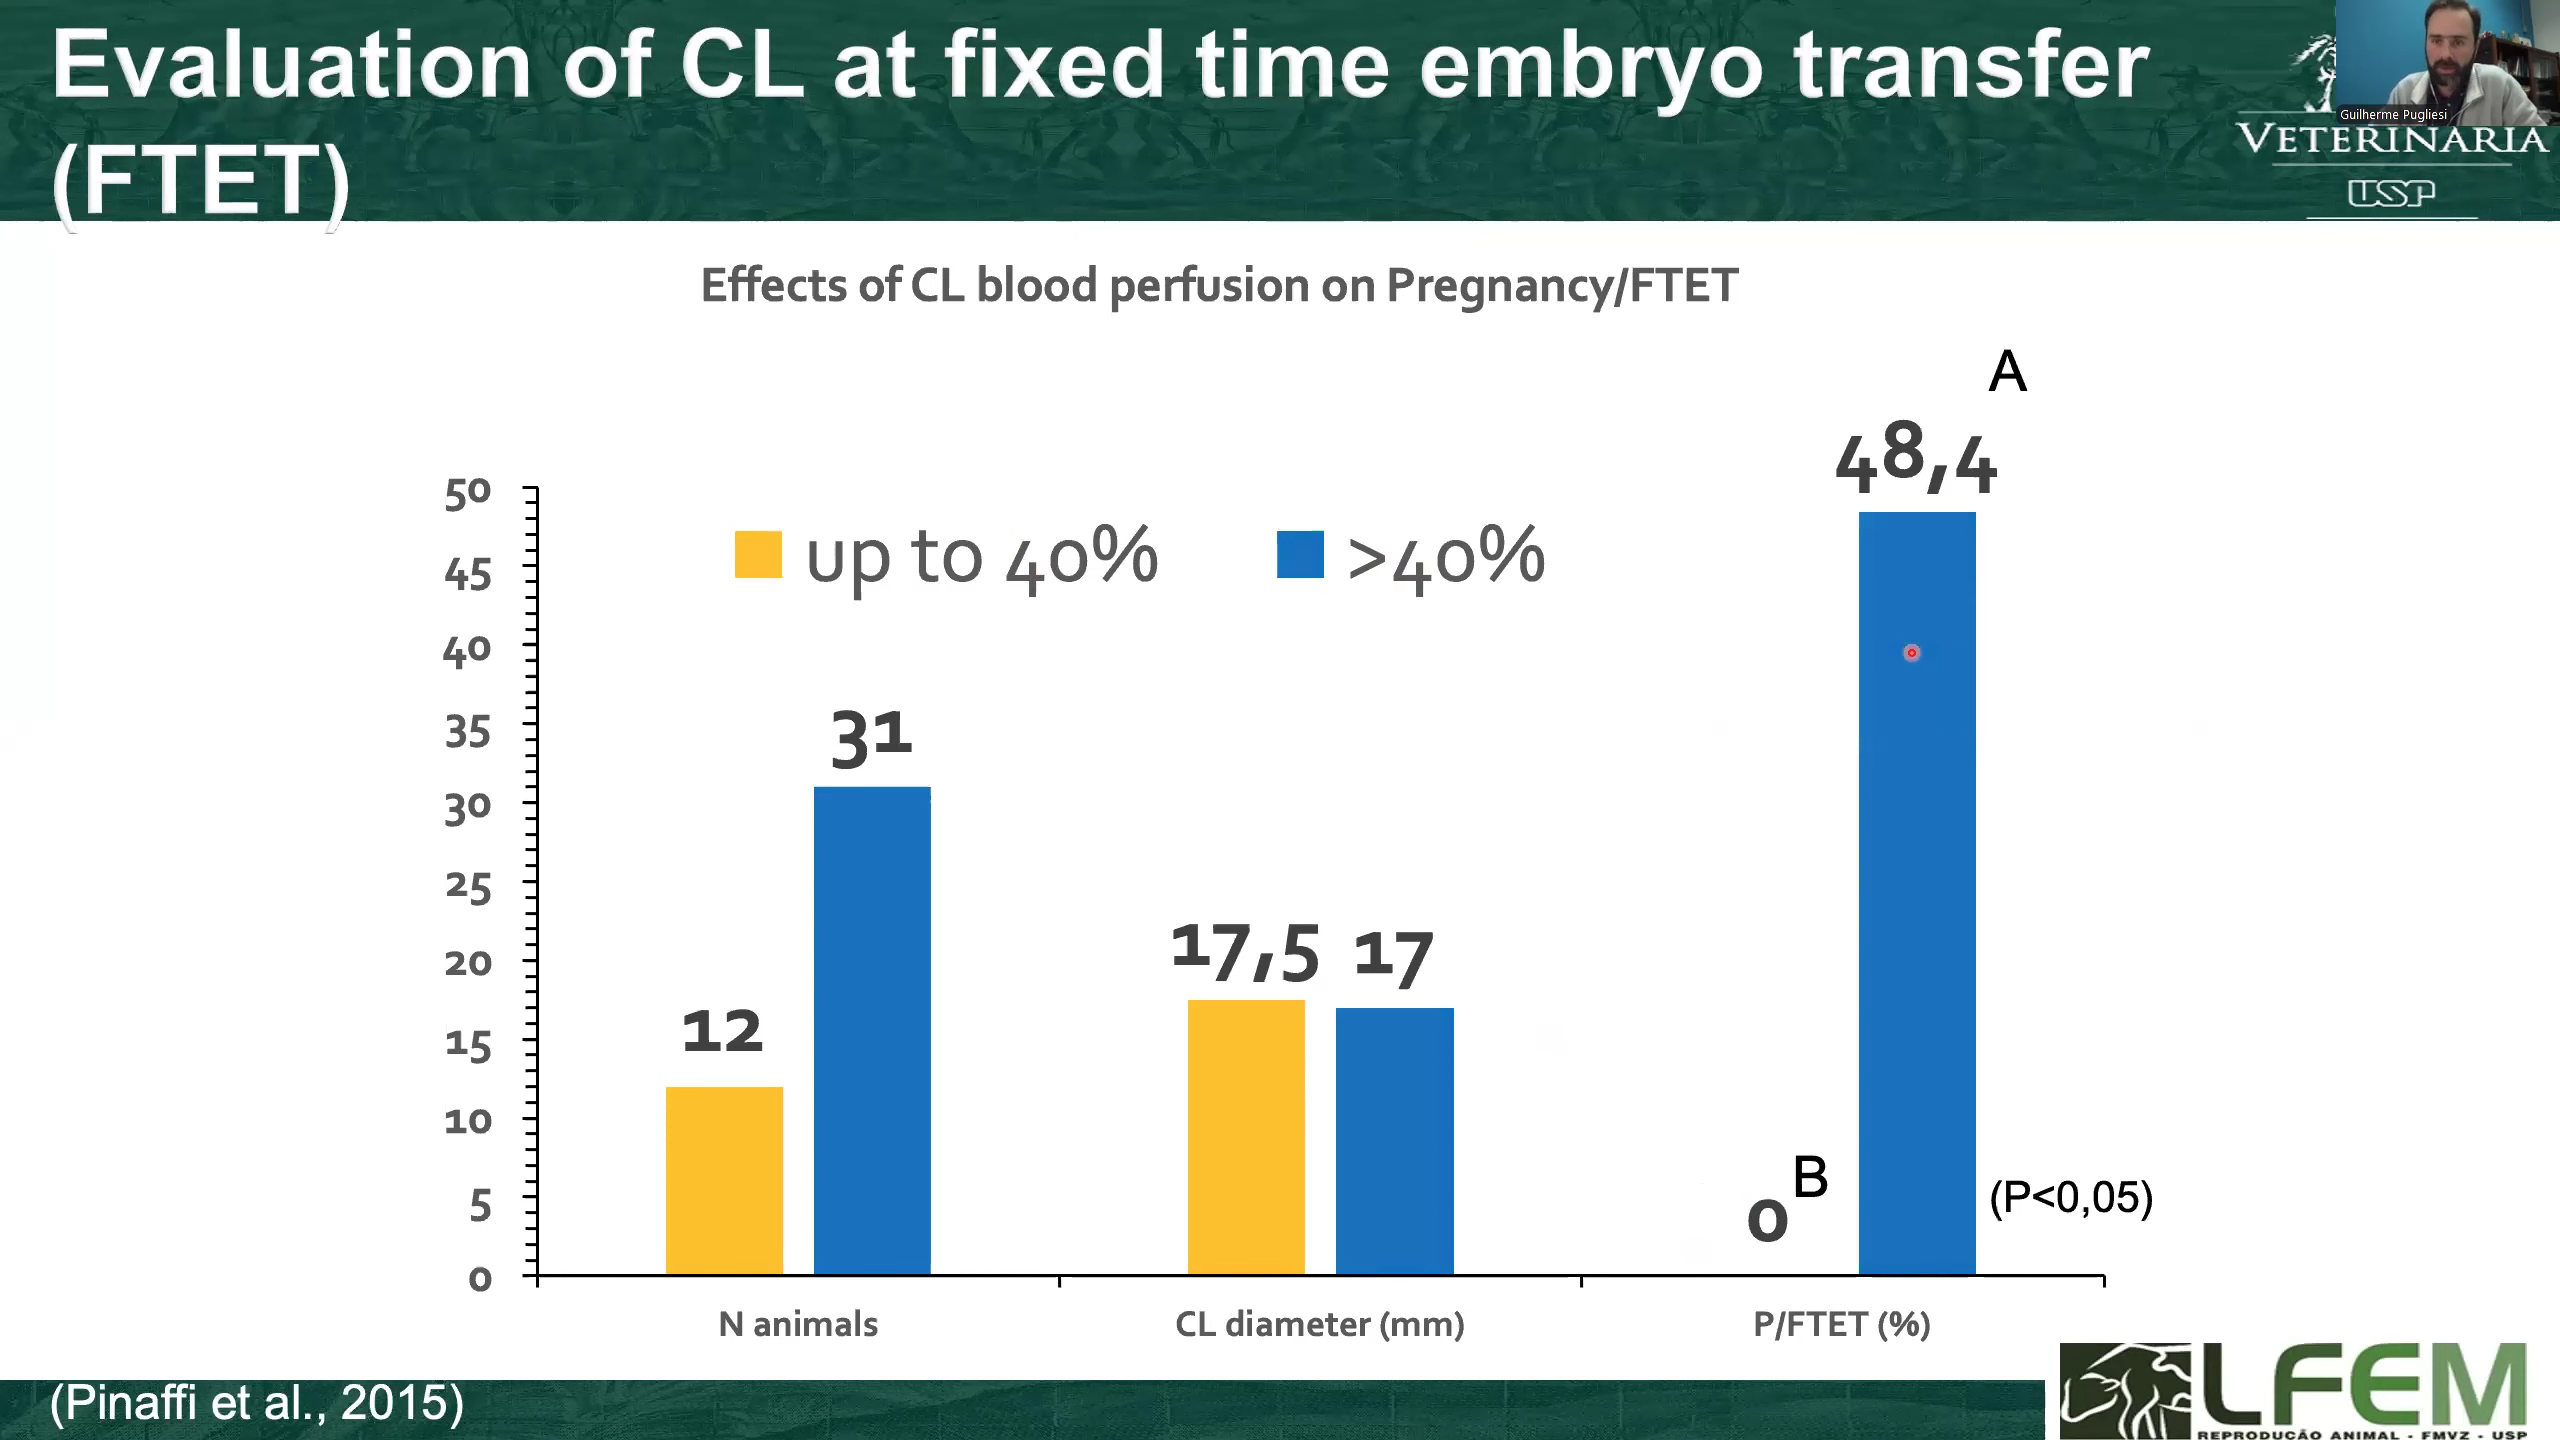 Evaluation of CL at fixed time embryo transfer
(FTET)
Guilherme Pugliesi
VETERINARIA
USP
Effects of CL blood perfusion on Pregnancy/FTET
A
48,4
50
45
40
35
30
25
20
15
10
5
0
up to 40%
>40%
31
12
17,5
17
B
0
(P<0,05)
N animals
CL diameter (mm)
P/FTET (%)
(Pinaffi et al., 2015)
LFEM
REPRODUÇÃO ANIMAL - FMVZ - USP